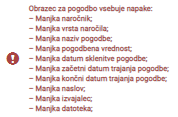 Obrazec za pogodbo vsebuje napake:
– Manjka naročnik;
– Manjka vrsta naročila;
– Manjka naziv pogodbe;
– Manjka pogodbena vrednost;
– Manjka datum sklenitve pogodbe;
– Manjka začetni datum trajanja pogodbe;
– Manjka končni datum trajanja pogodbe;
– Manjka naslov;
– Manjka izvajalec;
– Manjka datoteka;